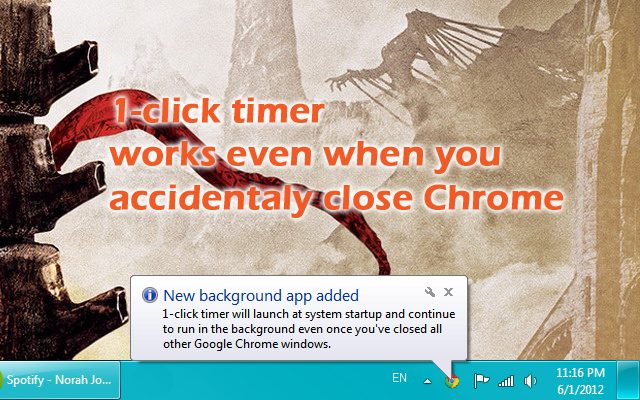 1-click timer
works even when you
accidentaly close Chrome
New background app added
1-click timer will launch at system startup and continue
to run in the background even once you've closed all
other Google Chrome windows.
Spotify - Norah Jo...
EN
11:16 PM
6/1/2012